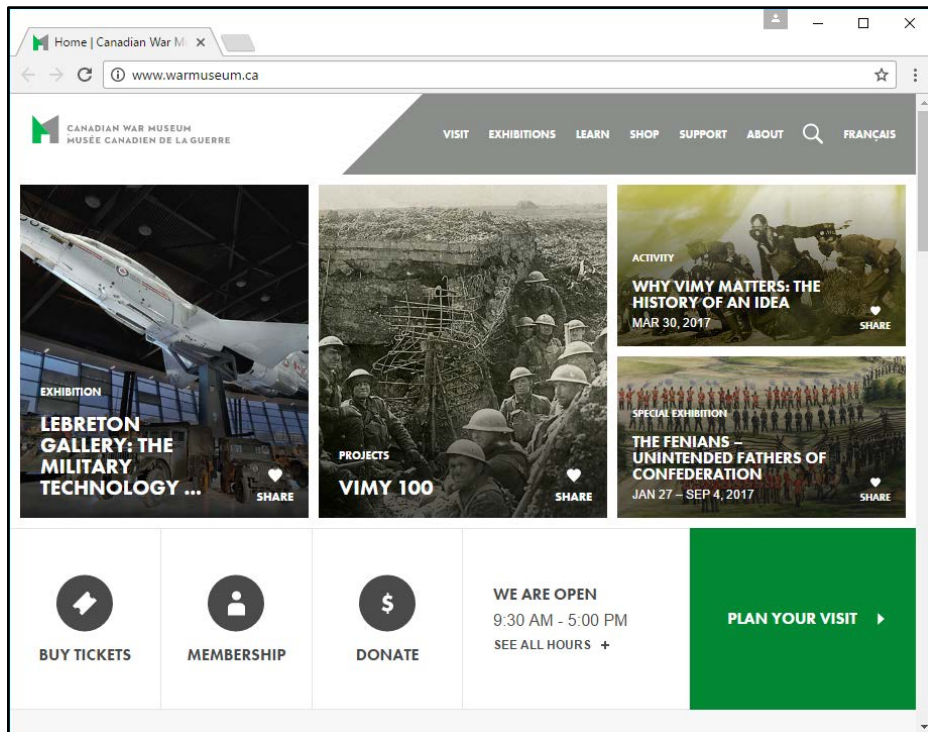 Home | Canadian War M
www.warmuseum.ca
CANADIAN WAR MUSEUM
MUSÉE CANADIEN DE LA GUERRE
VISIT EXHIBITIONS LEARN SHOP SUPPORT ABOUT FRANÇAIS
EXHIBITION
LEBRETON
GALLERY: THE
MILITARY
TECHNOLOGY ...
SHARE
PROJECTS
VIMY 100
SHARE
ACTIVITY
WHY VIMY MATTERS: THE
HISTORY OF AN IDEA
MAR 30, 2017
SHARE
SPECIAL EXHIBITION
THE FENIANS –
UNINTENDED FATHERS OF
CONFEDERATION
JAN 27 – SEP 4, 2017
SHARE
BUY TICKETS
MEMBERSHIP
$
DONATE
WE ARE OPEN
9:30 AM - 5:00 PM
SEE ALL HOURS +
PLAN YOUR VISIT